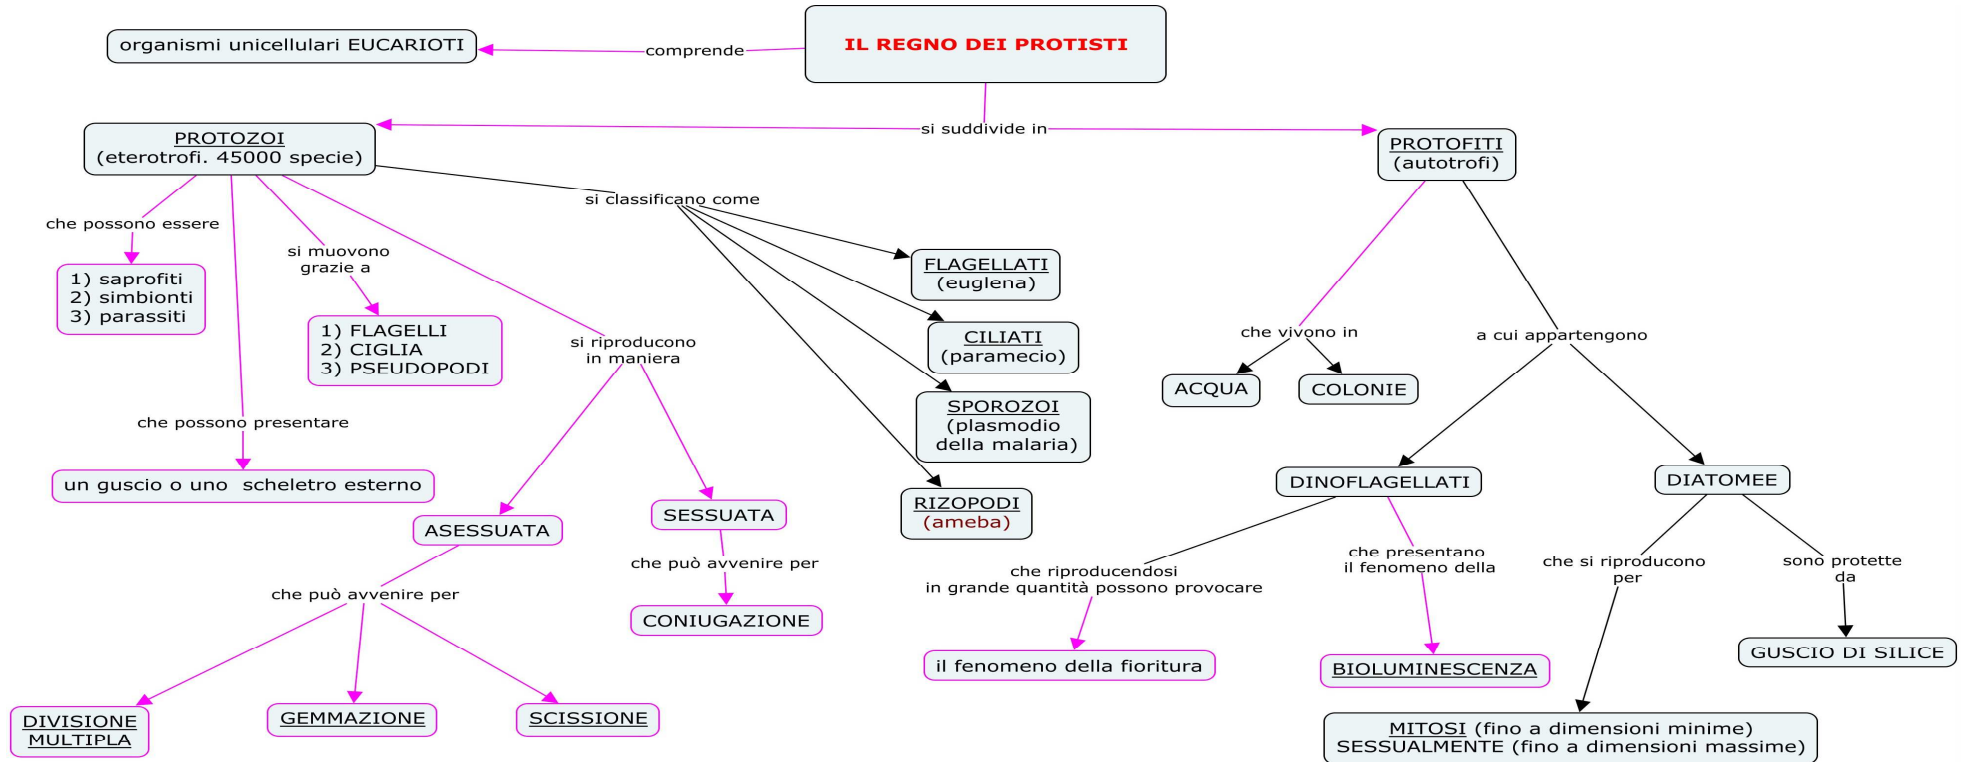 IL REGNO DEI PROTISTI
comprende
organismi unicellulari EUCARIOTI
si suddivide in
PROTOZOI
(eterotrofi. 45000 specie)
PROTOFITI
(autotrofi)
che possono essere
1) saprofiti
2) simbionti
3) parassiti
si muovono
grazie a
1) FLAGELLI
2) CIGLIA
3) PSEUDOPODI
che possono presentare
un guscio o uno scheletro esterno
si riproducono
in maniera
ASESSUATA
SESSUATA
che può avvenire per
DIVISIONE
MULTIPLA
GEMMAZIONE
SCISSIONE
che può avvenire per
CONIUGAZIONE
si classificano come
FLAGELLATI
(euglena)
CILIATI
(paramecio)
SPOROZOI
(plasmodio
della malaria)
RIZOPODI
(ameba)
che vivono in
ACQUA
COLONIE
a cui appartengono
DINOFLAGELLATI
DIATOMEE
che riproducendosi
in grande quantità possono provocare
il fenomeno della fioritura
che presentano
il fenomeno della
BIOLUMINESCENZA
che si riproducono
per
MITOSI (fino a dimensioni minime)
SESSUALMENTE (fino a dimensioni massime)
sono protette
da
GUSCIO DI SILICE